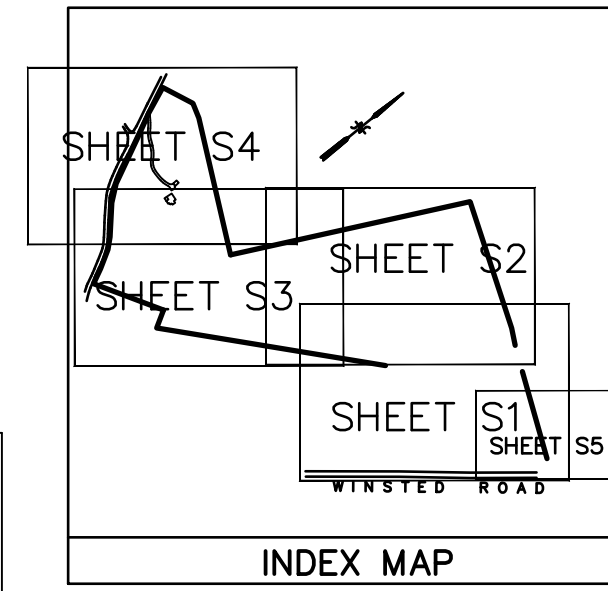 SHEET S4
SHEET S2
SHEET S3
SHEET S1
SHEET S5
WINSTED ROAD
INDEX MAP